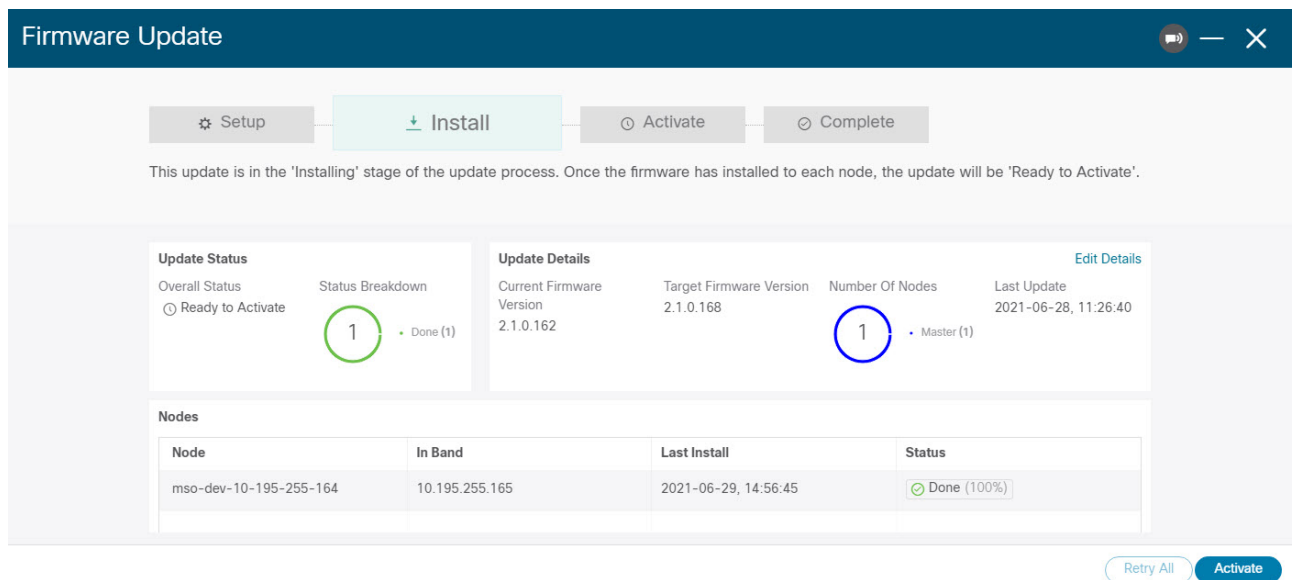 Firmware Update
Setup
Install
Activate
Complete
This update is in the 'Installing' stage of the update process. Once the firmware has installed to each node, the update will be 'Ready to Activate'.
Update Status
Overall Status
Ready to Activate
Status Breakdown
1
Done (1)
Update Details
Edit Details
Current Firmware
Version
2.1.0.162
Target Firmware Version
2.1.0.168
Number Of Nodes
1
Master (1)
Last Update
2021-06-28, 11:26:40
Nodes
Node In Band Last Install Status
mso-dev-10-195-255-164 10.195.255.165 2021-06-29, 14:56:45 Done (100%)
Retry All
Activate